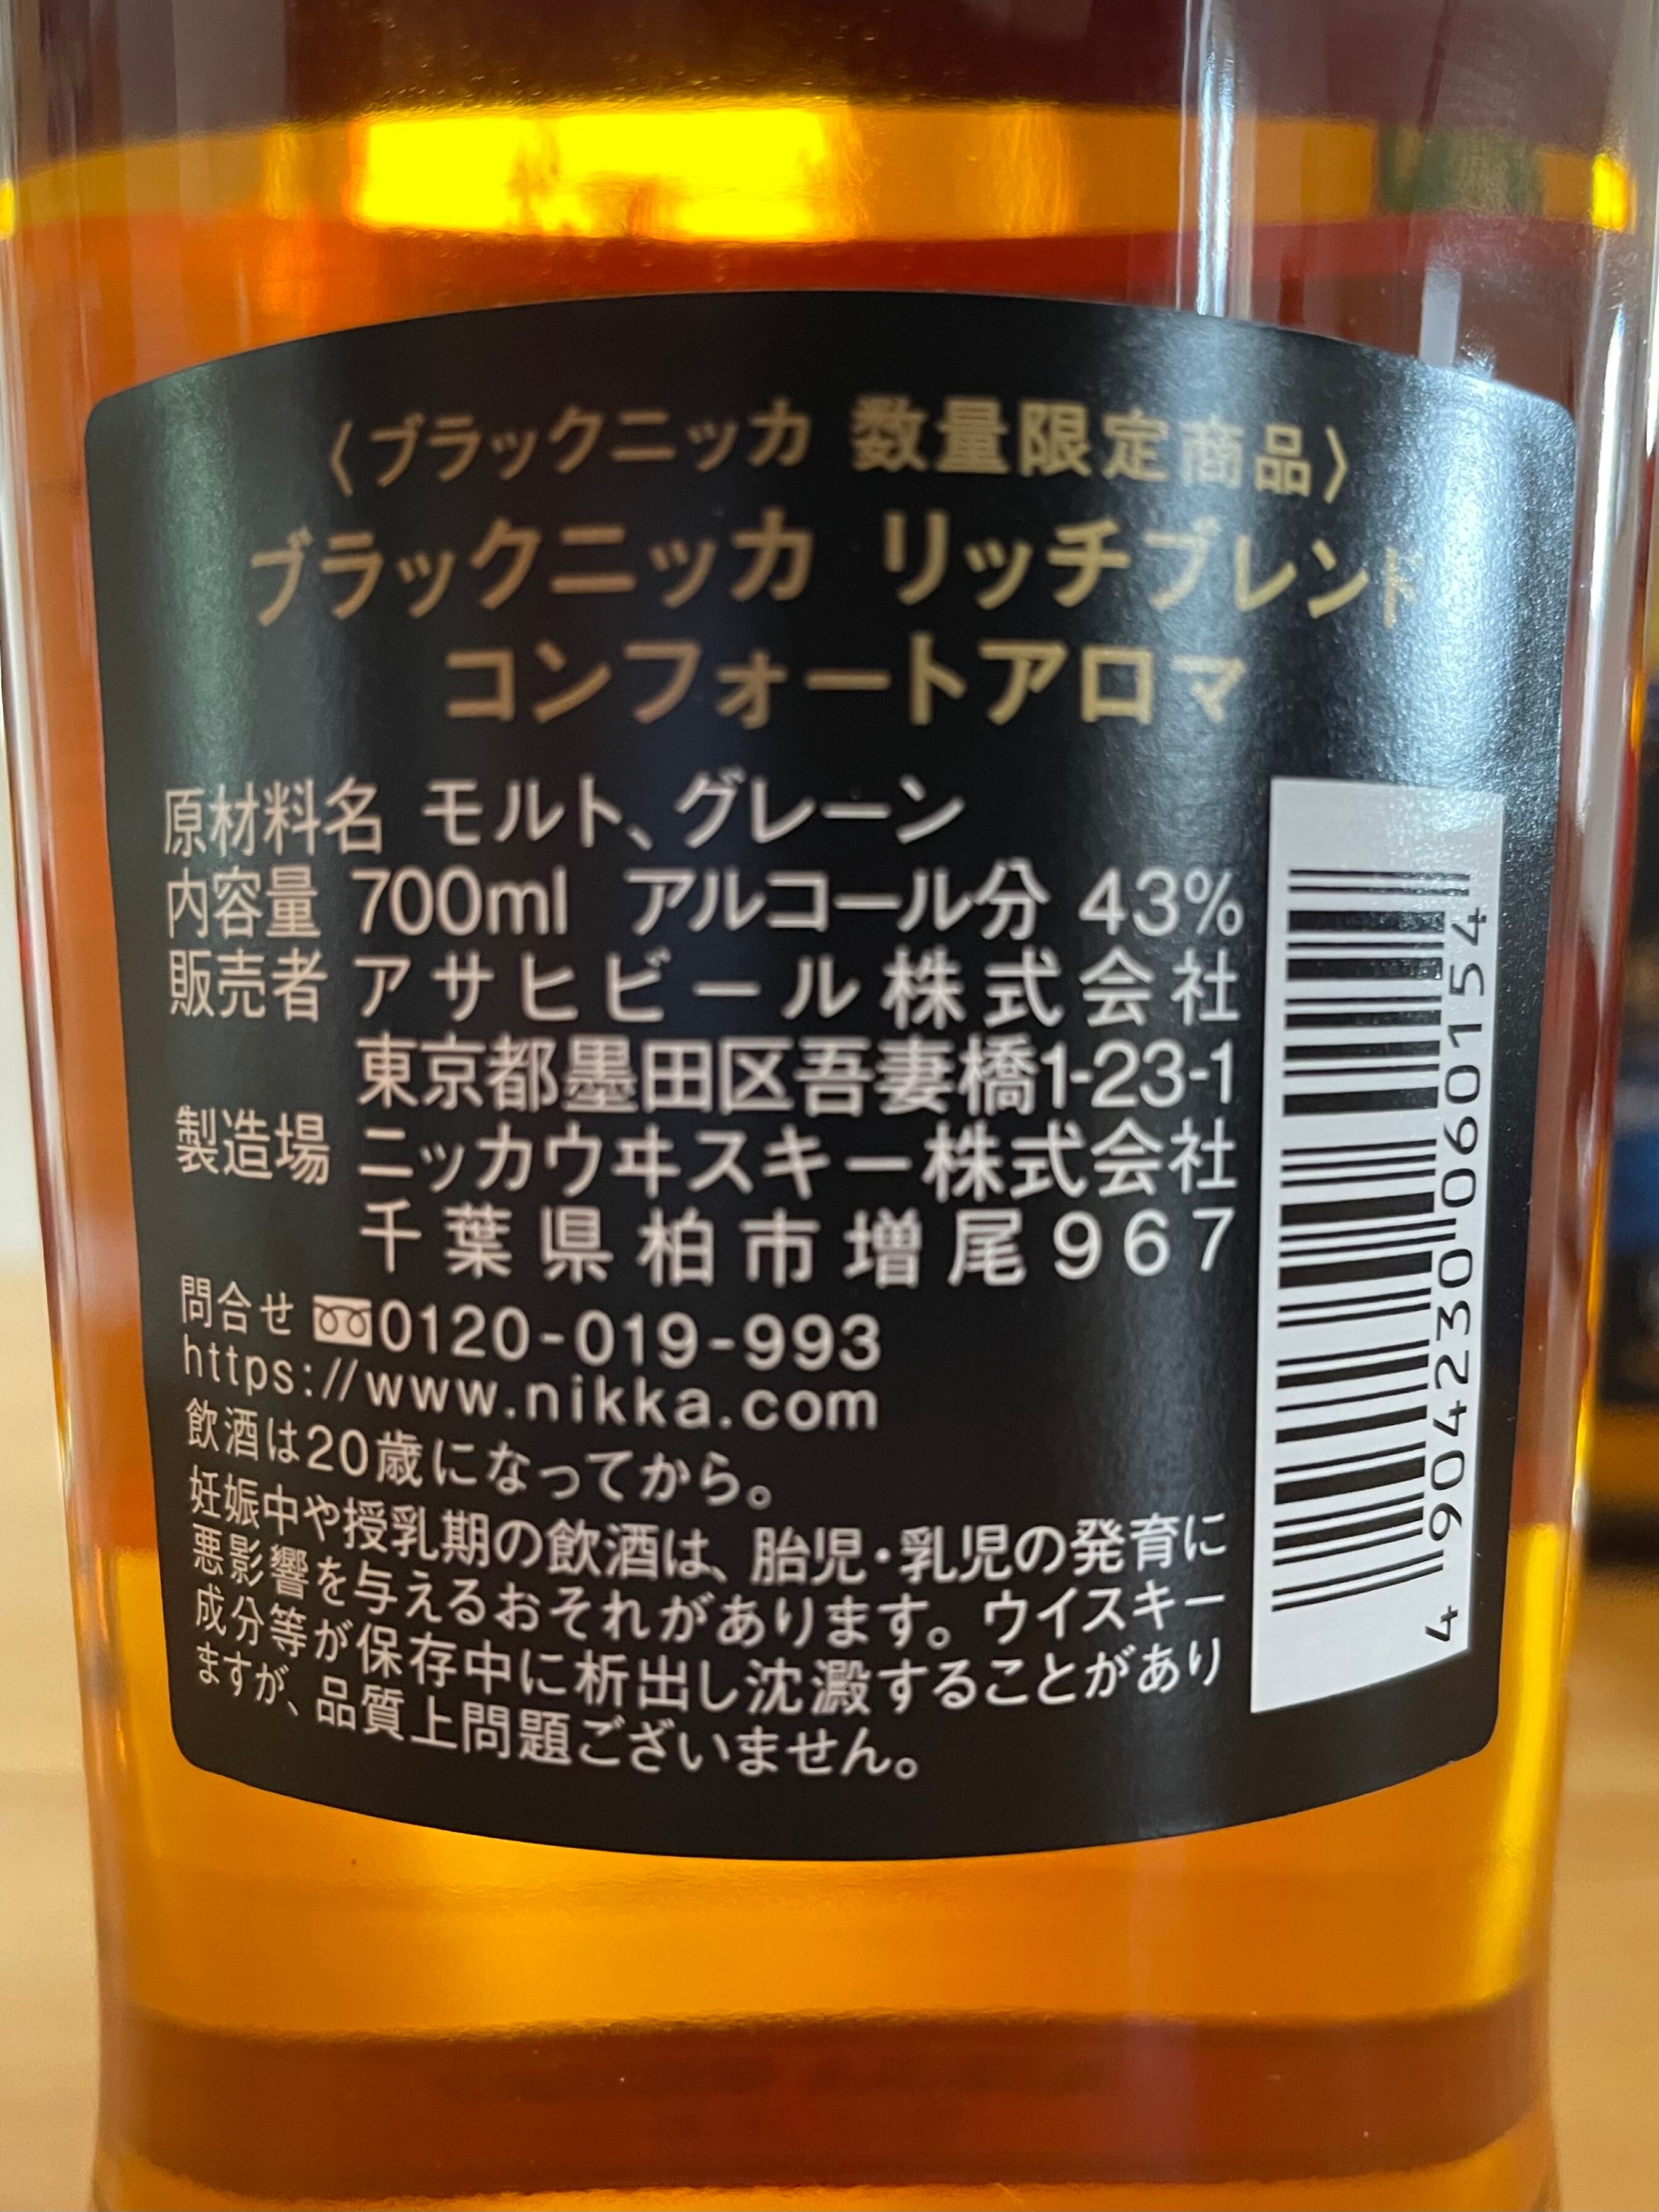 〈ブラックニッカ 数量限定商品〉
ブラックニッカ リッチブレンド
コンフォートアロマ
原材料名 モルト、グレーン
内容量 700ml アルコール分 43%
販売者 アサヒビール株式会社
東京都墨田区吾妻橋1-23-1
製造場 ニッカウヰスキー株式会社
千葉県柏市増尾967
問合せ 0120-019-993
https://www.nikka.com
飲酒は20歳になってから。
妊娠中や授乳期の飲酒は、胎児・乳児の発育に
悪影響を与えるおそれがあります。ウイスキー
成分等が保存中に析出し沈澱することがあり
ますが、品質上問題ございません。
4 904230 060154